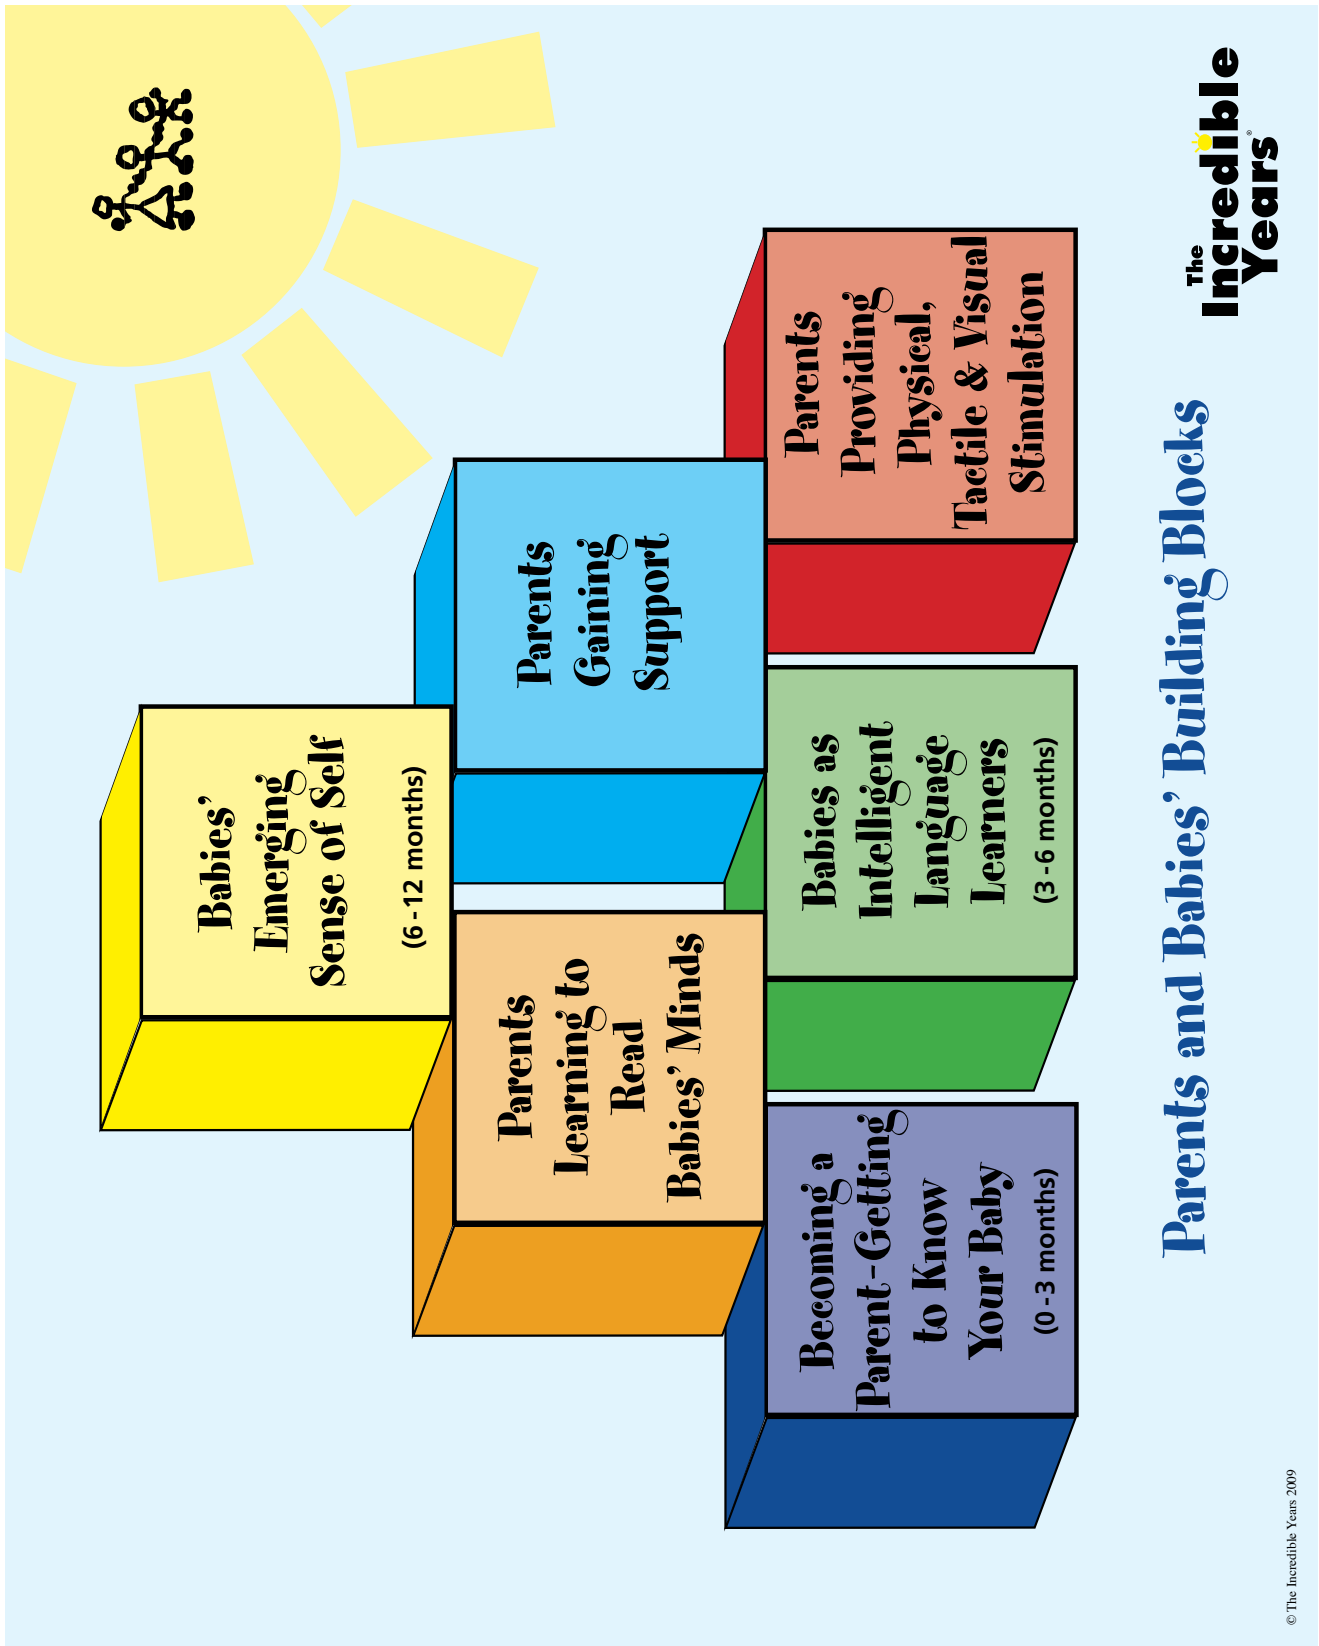 Babies’
Emerging
Sense of Self
(6-12 months)
Parents
Learning to
Read
Babies’ Minds
Parents
Gaining
Support
Becoming a
Parent-Getting
to Know
Your Baby
(0-3 months)
Babies as
Intelligent
Language
Learners
(3-6 months)
Parents
Providing
Physical,
Tactile & Visual
Stimulation
Parents and Babies’ Building Blocks
The
Incredible
Years®
© The Incredible Years 2009